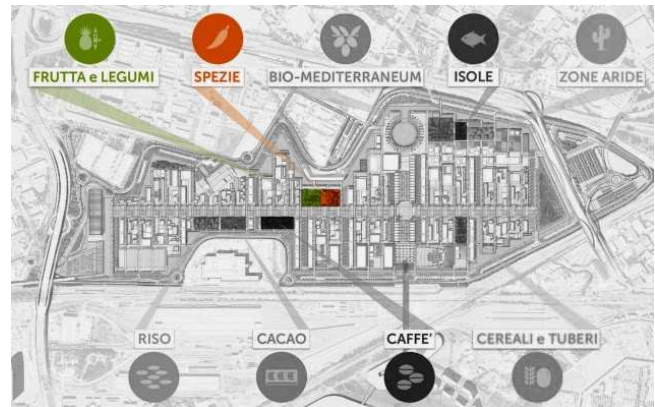 FRUTTA e LEGUMI
SPEZIE
BIO-MEDITERRANEUM
ISOLE
ZONE ARIDE
RISO
CACAO
CAFFE'
CEREALI e TUBERI